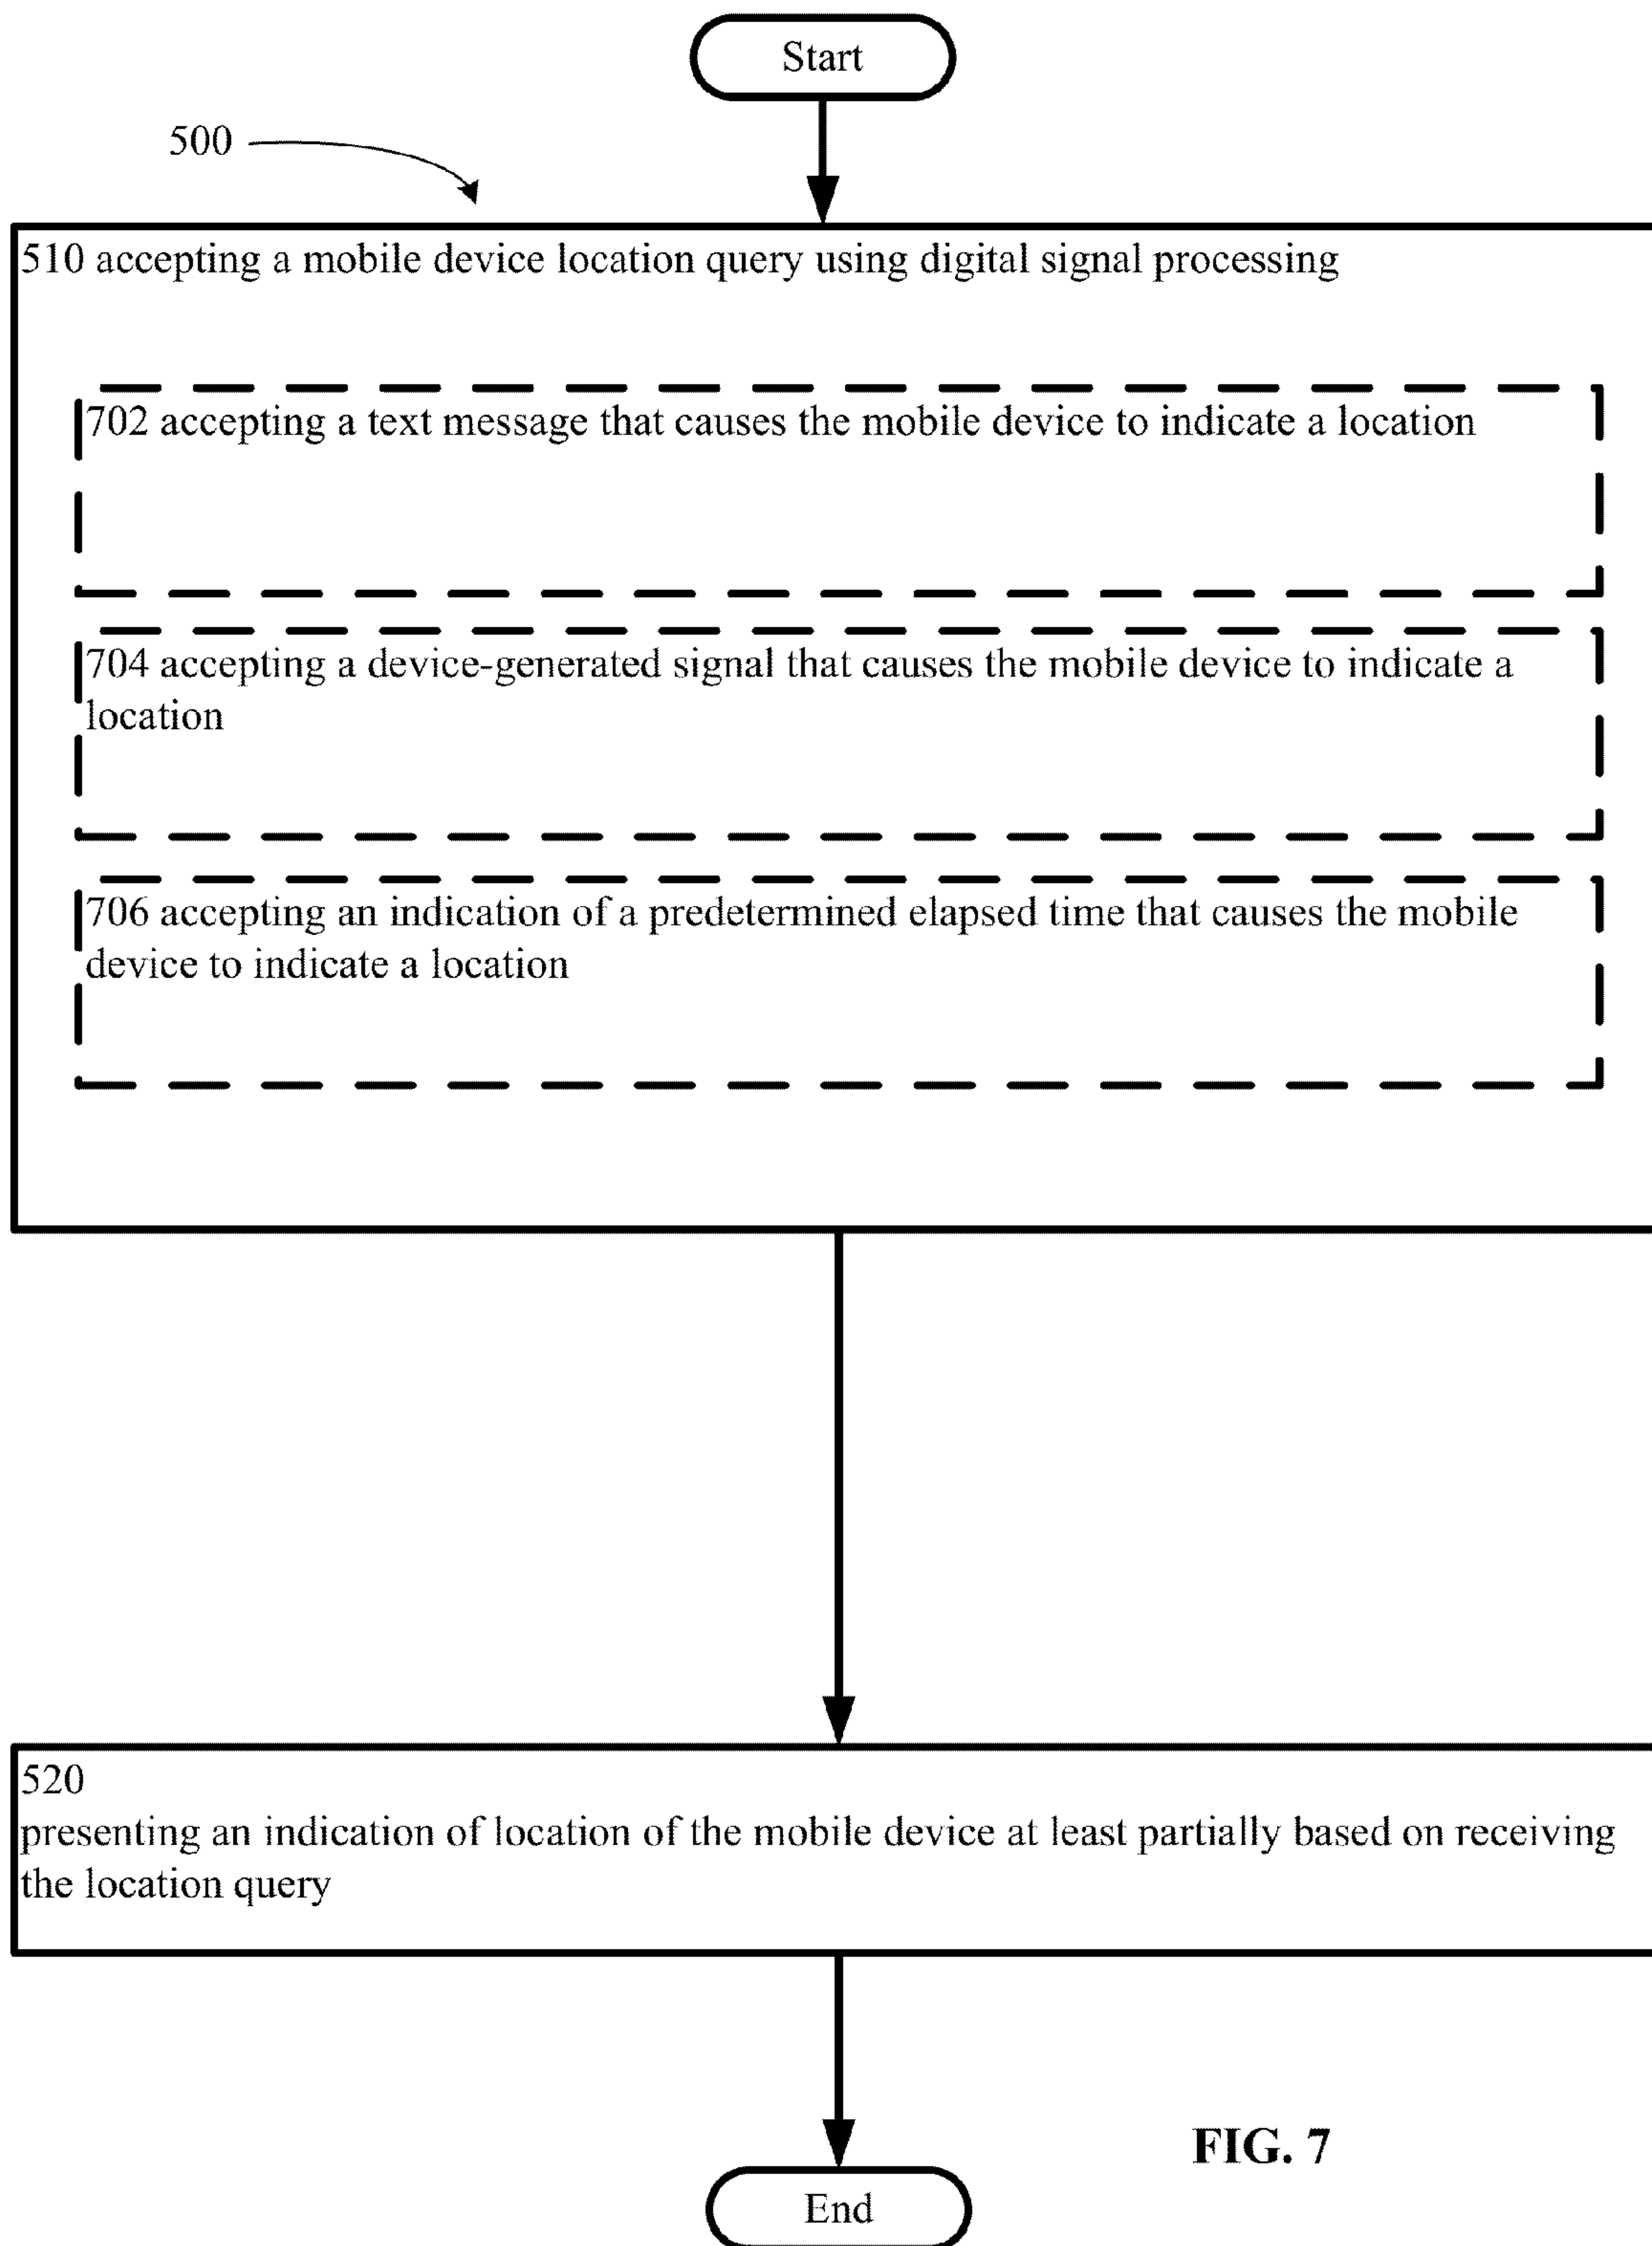 Start
500
510 accepting a mobile device location query using digital signal processing
702 accepting a text message that causes the mobile device to indicate a location
704 accepting a device-generated signal that causes the mobile device to indicate a
location
706 accepting an indication of a predetermined elapsed time that causes the mobile
device to indicate a location
520
presenting an indication of location of the mobile device at least partially based on receiving
the location query
FIG. 7
End